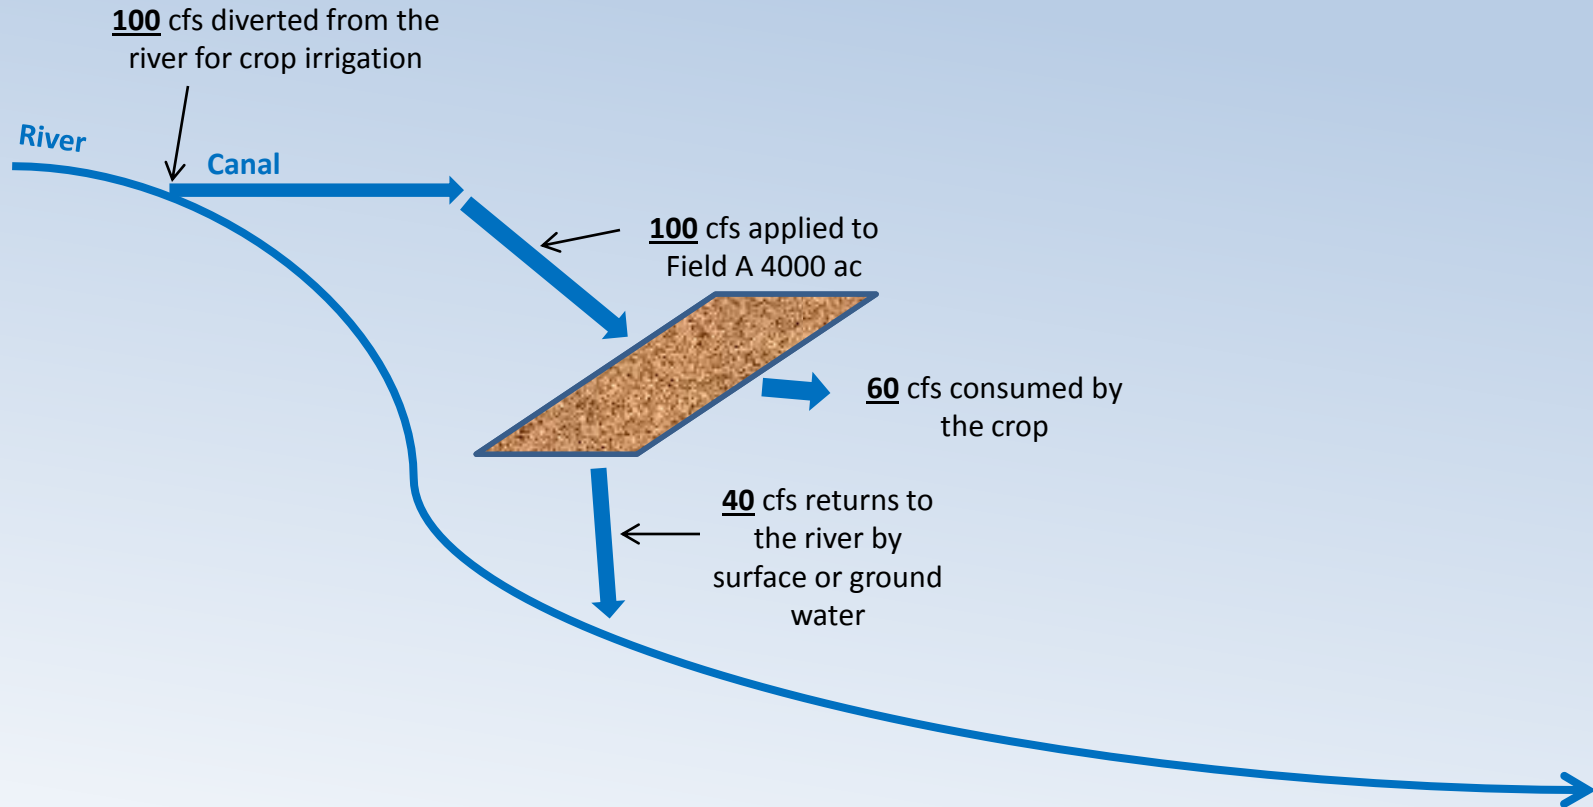 100 cfs diverted from the
river for crop irrigation
River
Canal
100 cfs applied to
Field A 4000 ac
60 cfs consumed by
the crop
40 cfs returns to
the river by
surface or ground
water